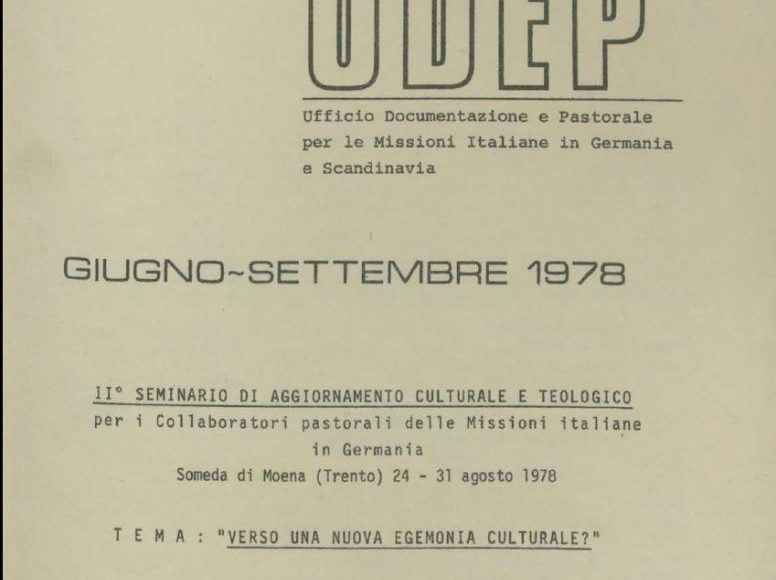 UDEP
Ufficio Documentazione e Pastorale
per le Missioni Italiane in Germania
e Scandinavia
GIUGNO~SETTEMBRE 1978
II° SEMINARIO DI AGGIORNAMENTO CULTURALE E TEOLOGICO
per i Collaboratori pastorali delle Missioni italiane
in Germania
Someda di Moena (Trento) 24 - 31 agosto 1978
T E M A : "VERSO UNA NUOVA EGEMONIA CULTURALE?"